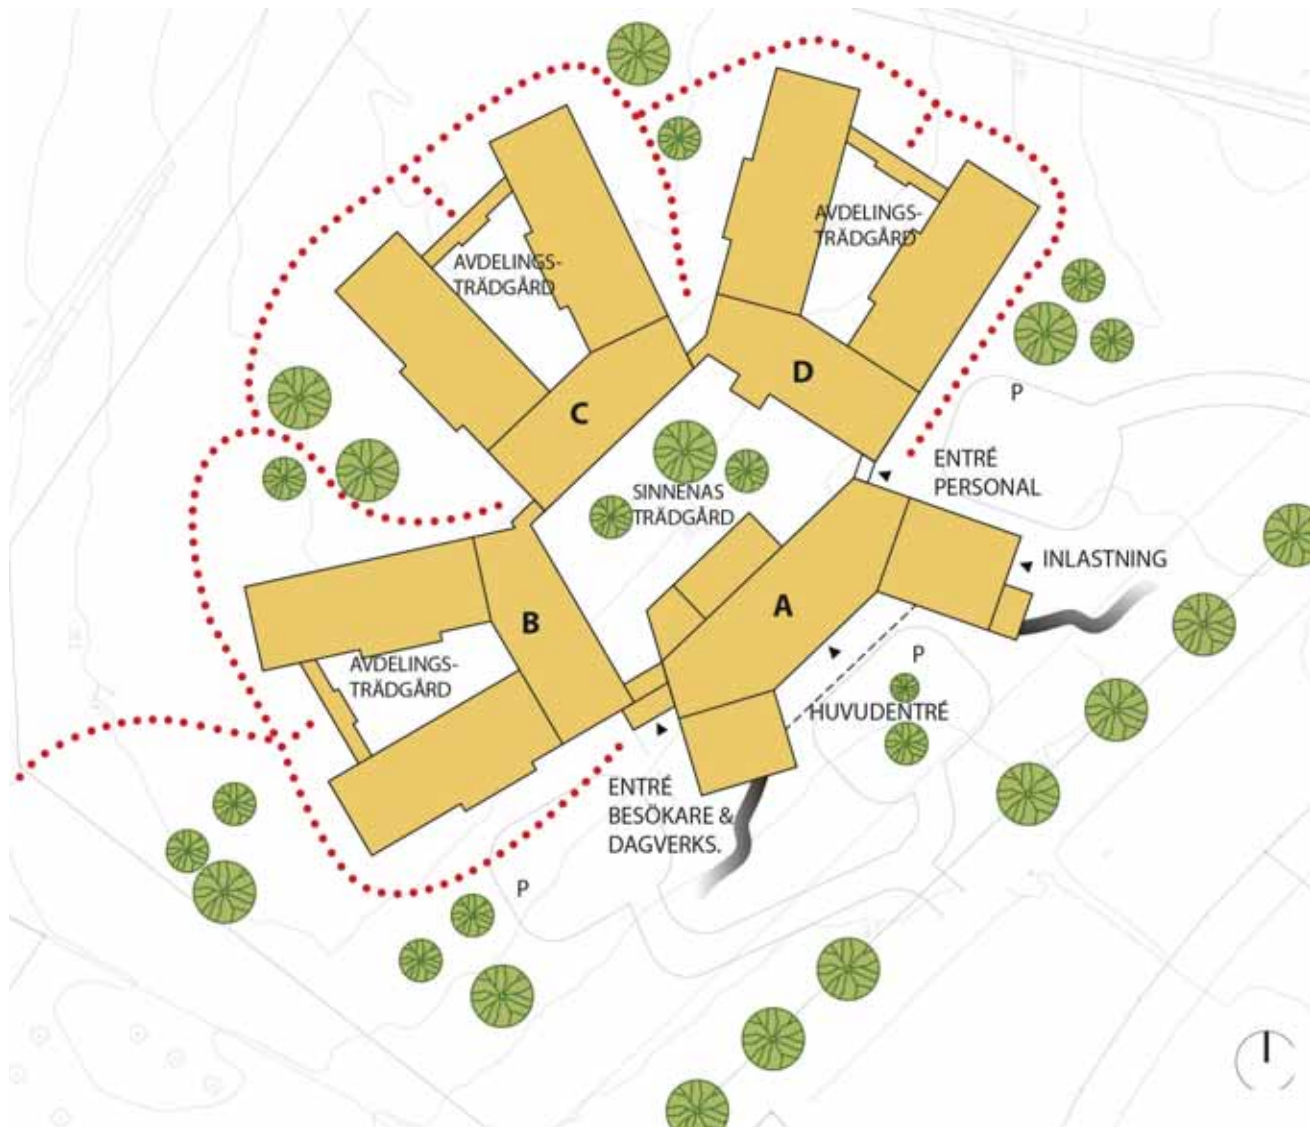 AVDELINGS-
TRÄDGÅRD
AVDELINGS-
TRÄDGÅRD
D
P
C
ENTRÉ
PERSONAL
SINNENAS
TRÄDGÅRD
INLASTNING
A
B
P
AVDELINGS-
TRÄDGÅRD
HUVUDENTRÉ
ENTRÉ
BESÖKARE &
DAGVERKS.
P